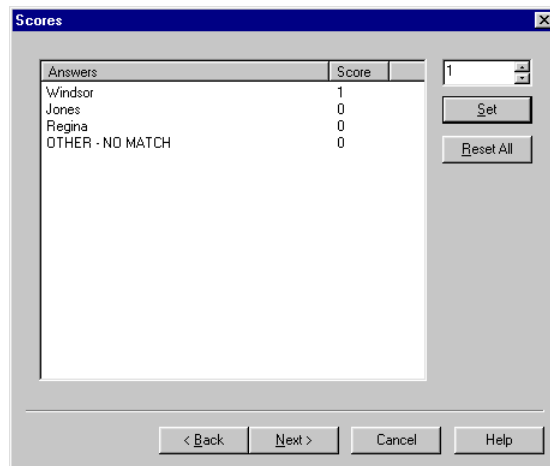 Scores
Answers Score
Windsor 1
Jones 0
Regina 0
OTHER - NO MATCH 0
1
Set
Reset All
< Back Next > Cancel Help